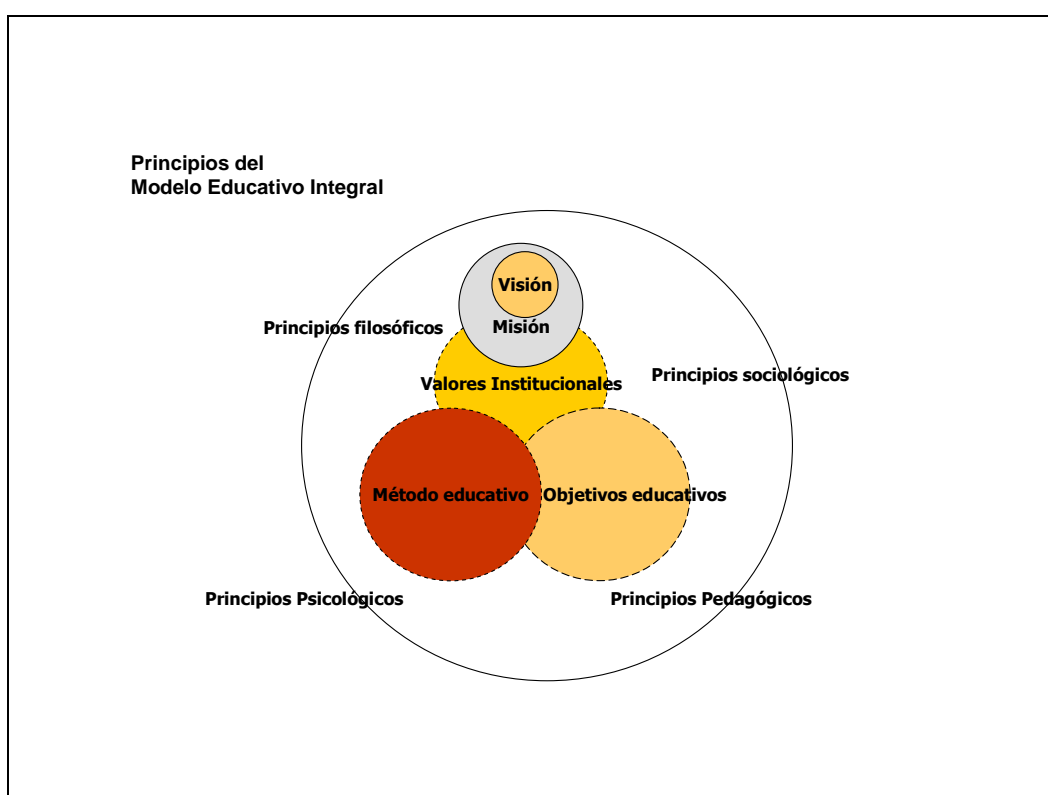 Principios del
Modelo Educativo Integral
Visión
Misión
Principios filosóficos
Valores Institucionales
Principios sociológicos
Método educativo
Objetivos educativos
Principios Psicológicos
Principios Pedagógicos